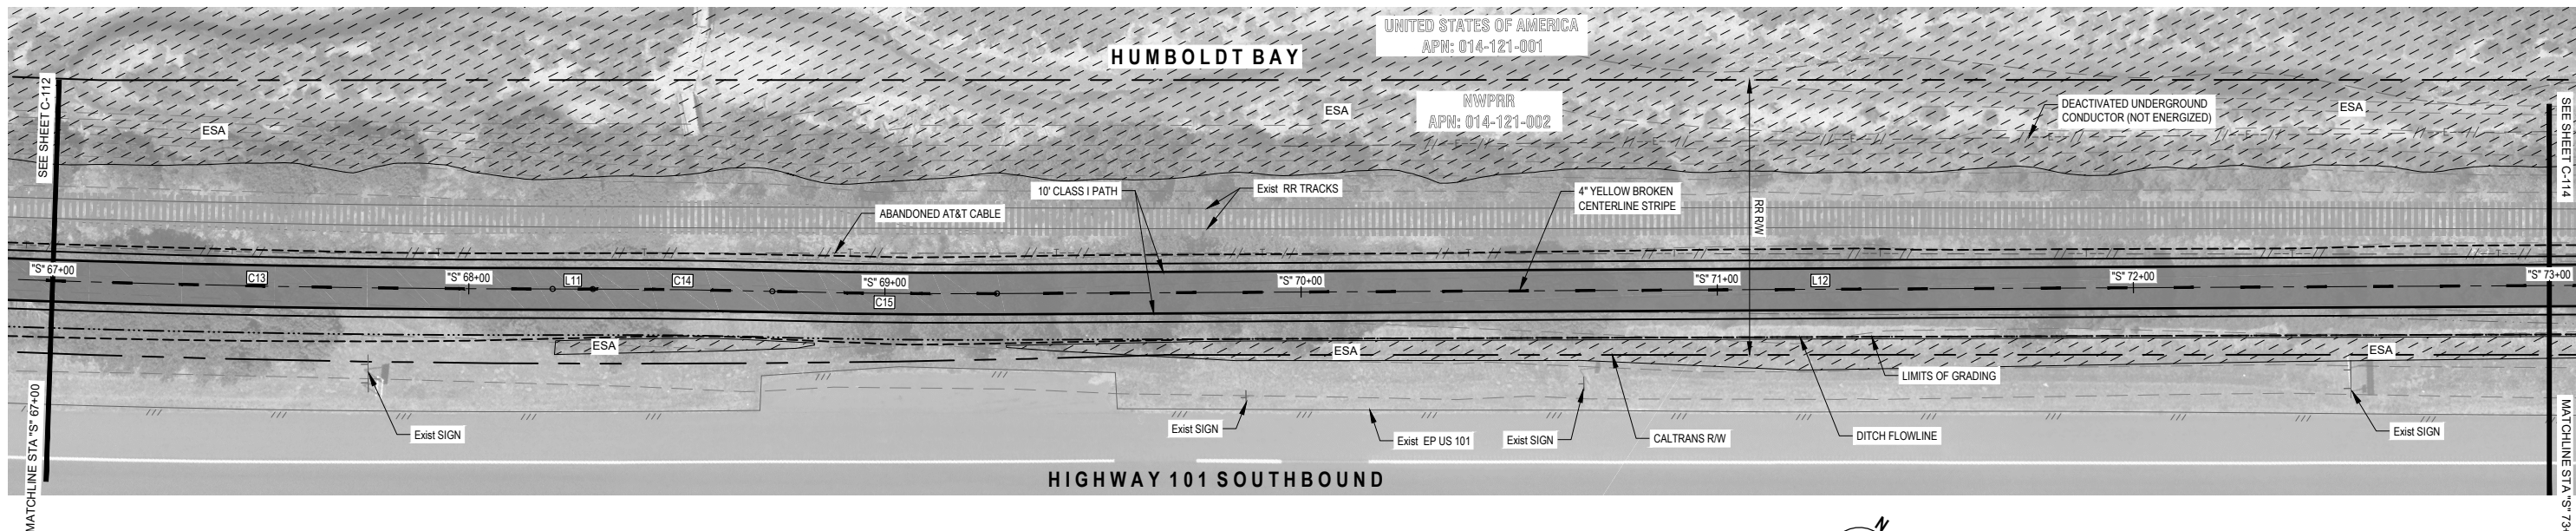 UNITED STATES OF AMERICA
APN: 014-121-001
HUMBOLDT BAY
SEE SHEET C-112
NWPRR
APN: 014-121-002
ESA
ESA
DEACTIVATED UNDERGROUND
CONDUCTOR (NOT ENERGIZED)
ESA
SEE SHEET C-114
10' CLASS I PATH
Exist RR TRACKS
4" YELLOW BROKEN
CENTERLINE STRIPE
ABANDONED AT&T CABLE
RR R/W
"S" 67+00
C13
"S" 68+00
L11
C14
"S" 69+00
C15
"S" 70+00
"S" 71+00
L12
"S" 72+00
"S" 73+00
ESA
ESA
ESA
LIMITS OF GRADING
Exist SIGN
Exist SIGN
Exist EP US 101
Exist SIGN
CALTRANS R/W
DITCH FLOWLINE
Exist SIGN
MATCHLINE STA "S" 67+00
MATCHLINE STA "S" 73+
HIGHWAY 101 SOUTHBOUND
N